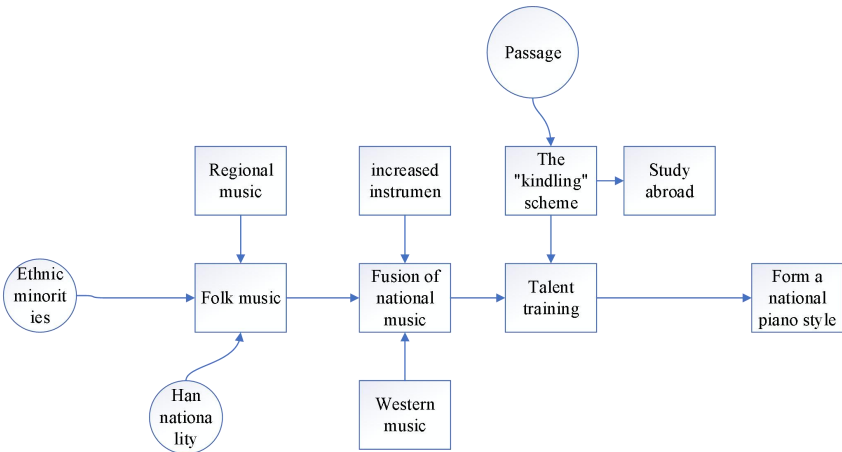 Passage
Regional
music
increased
instrumen
The
"kindling"
scheme
Study
abroad
Ethnic
minorit
ies
Folk music
Fusion of
national
music
Talent
training
Form a
national
piano style
Han
nationa
lity
Western
music